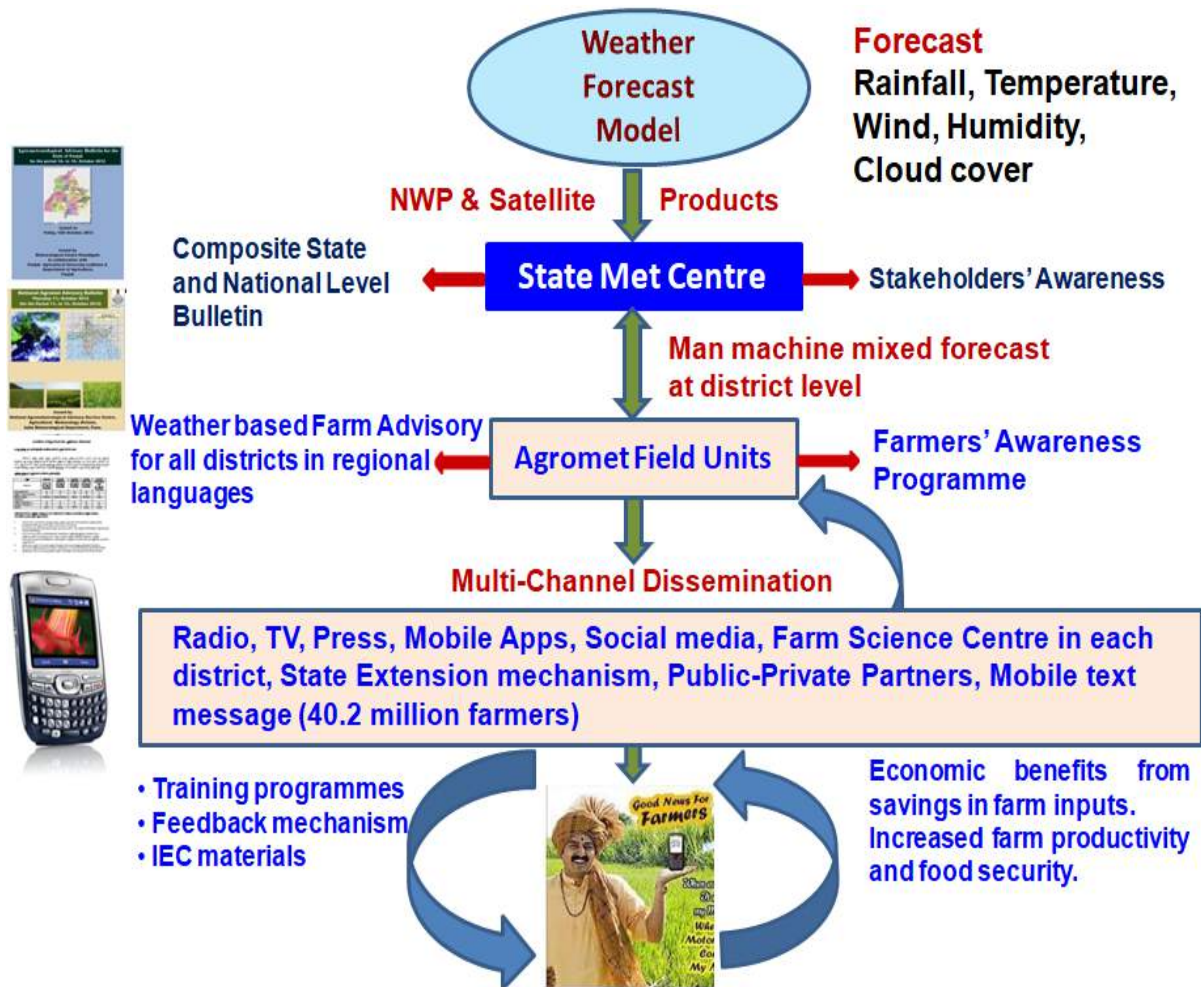 Weather
Forecast
Model
Forecast
Rainfall, Temperature,
Wind, Humidity,
Cloud cover
NWP & Satellite Products
Composite State
and National Level
Bulletin
State Met Centre
Stakeholders' Awareness
Man machine mixed forecast
at district level
Weather based Farm Advisory
for all districts in regional
languages
Agromet Field Units
Farmers' Awareness
Programme
Multi-Channel Dissemination
Radio, TV, Press, Mobile Apps, Social media, Farm Science Centre in each
district, State Extension mechanism, Public-Private Partners, Mobile text
message (40.2 million farmers)
• Training programmes
• Feedback mechanism
• IEC materials
Good News For
Farmers
Economic benefits from
savings in farm inputs.
Increased farm productivity
and food security.